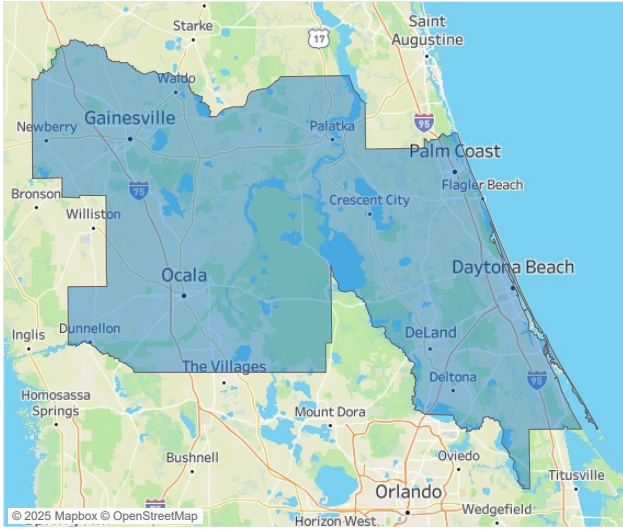 Saint
Augustine
Starke
17
Waldo
Gainesville
Newberry
Palatka
95
Palm Coast
75
Flagler Beach
Bronson
Crescent City
Williston
Ocala
Daytona Beach
Dunnellon
Inglis
DeLand
The Villages
Deltona
95
Homosassa
Springs
Mount Dora
Bushnell
Oviedo
Titusville
Orlando
Wedgefield
Horizon West
© 2025 Mapbox © OpenStreetMap